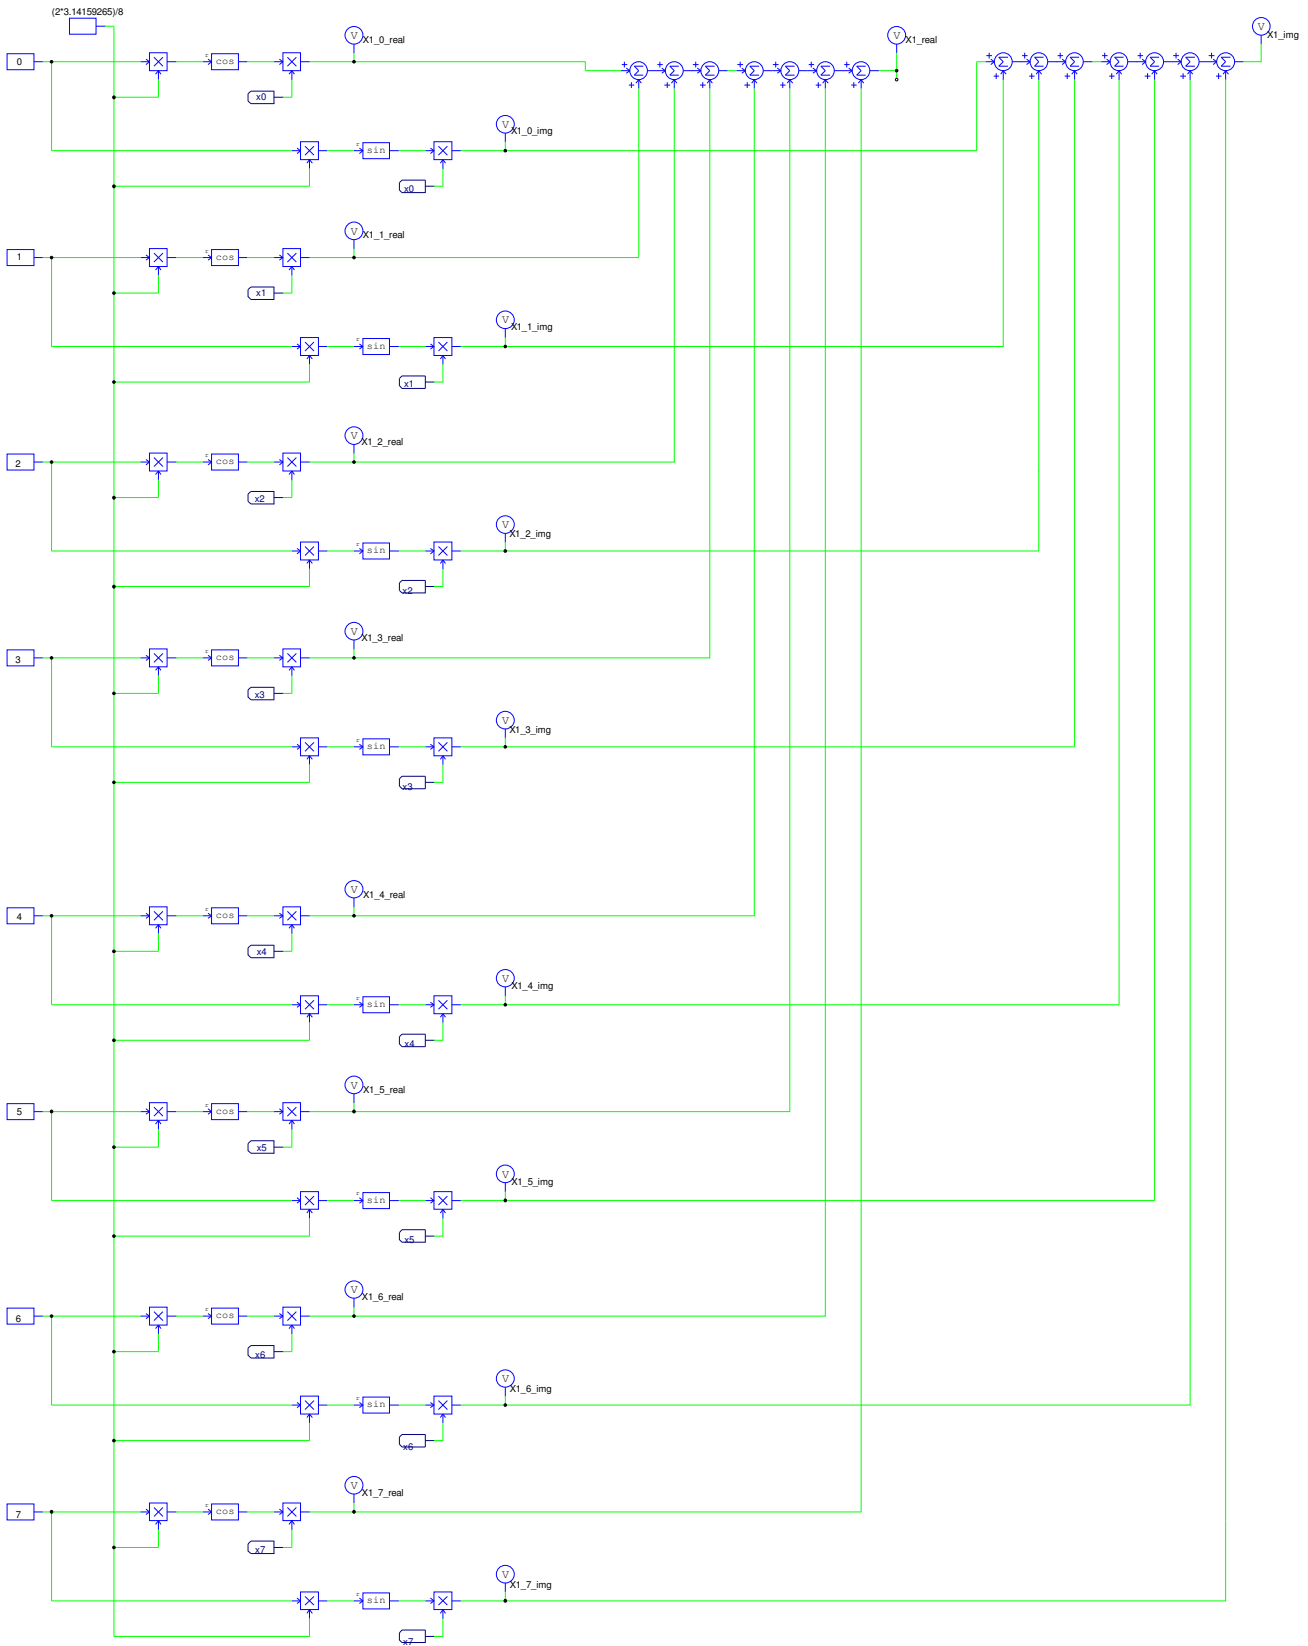 (2*3.14159265)/8
V X1_0_real
V X1_real
V X1_img
0 r cos
x0
V X1_0_img
r sin
x0
V X1_1_real
1 r cos
x1
V X1_1_img
r sin
x1
V X1_2_real
2 r cos
x2
V X1_2_img
r sin
x2
V X1_3_real
3 r cos
x3
V X1_3_img
r sin
x3
V X1_4_real
4 r cos
x4
V X1_4_img
r sin
x4
V X1_5_real
5 r cos
x5
V X1_5_img
r sin
x5
V X1_6_real
6 r cos
x6
V X1_6_img
r sin
x6
V X1_7_real
7 r cos
x7
V X1_7_img
r sin
x7